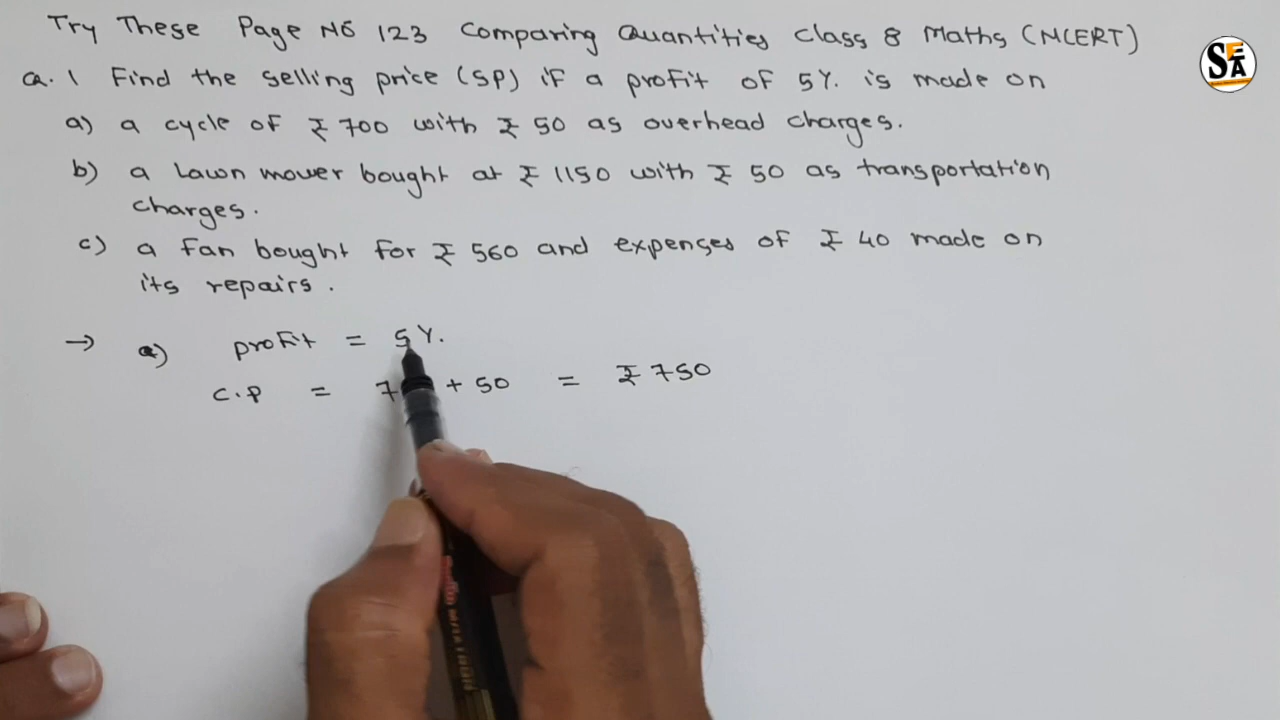 Try These Page No 123 Comparing Quantities Class 8 Maths (NCERT)
Q. 1 Find the selling price (SP) if a profit of 5% is made on
a) a cycle of ₹ 700 with ₹ 50 as overhead charges.
b) a lawn mower bought at ₹ 1150 with ₹ 50 as transportation
charges.
c) a fan bought for ₹ 560 and expenses of ₹ 40 made on
its repairs.
→ a) profit = 5%
C.P = 7 + 50 = ₹ 750
SFA